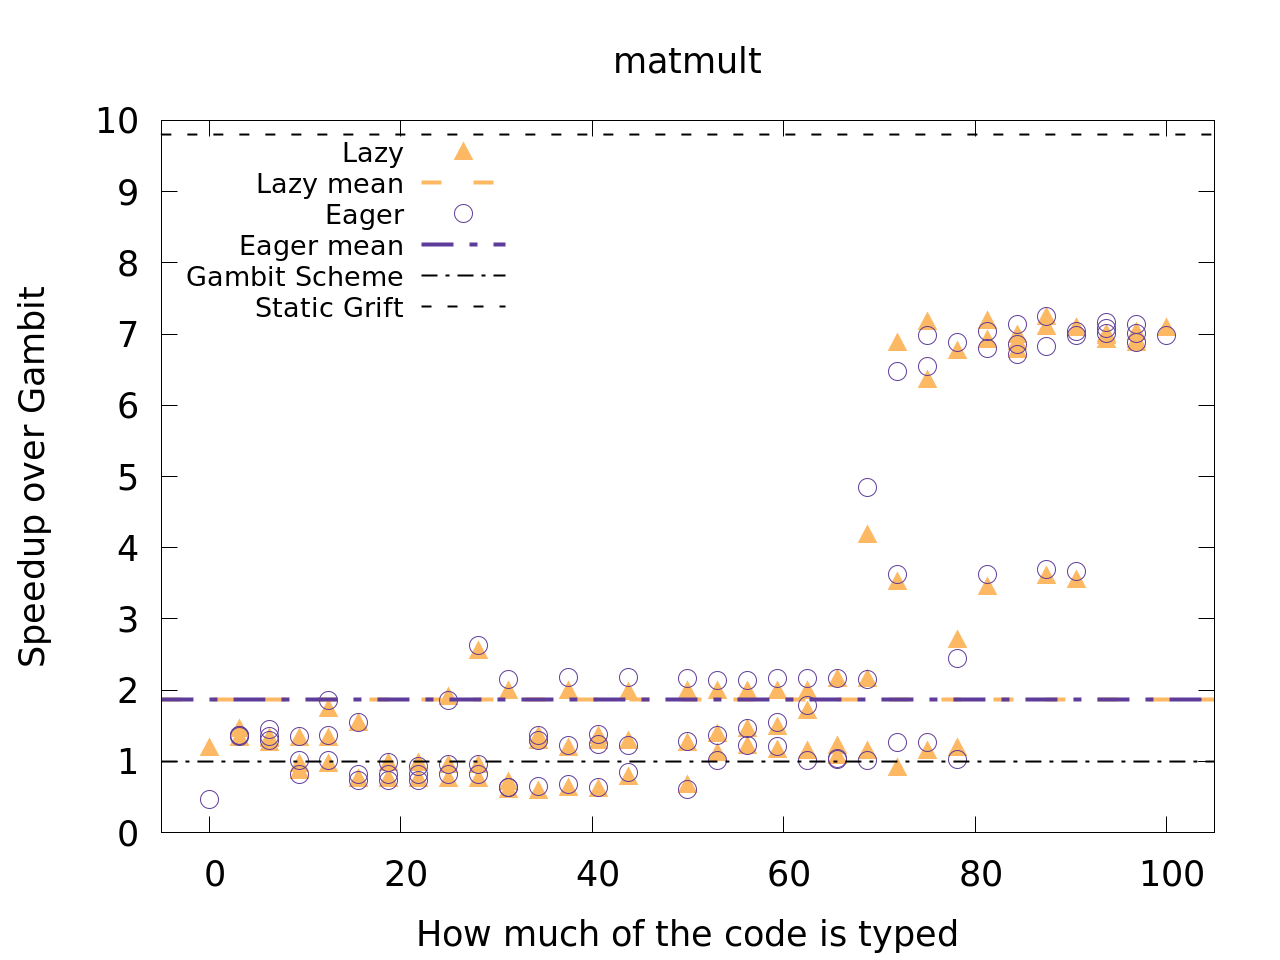 matmult
10
9
8
7
6
5
4
3
2
1
0
Speedup over Gambit
Lazy
Lazy mean
Eager
Eager mean
Gambit Scheme
Static Grift
0 20 40 60 80 100
How much of the code is typed